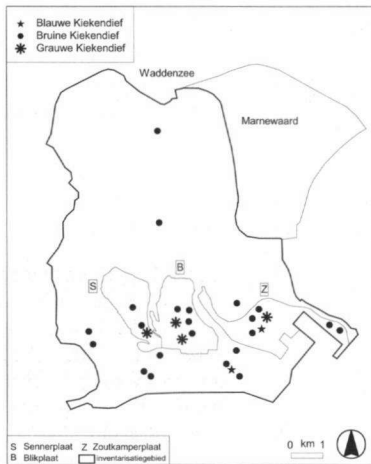 Blauwe Kiekendief
Bruine Kiekendief
Grauwe Kiekendief
Waddenzee
Marnewaard
S
B
Z
S Sennerplaat Z Zoutkamperplaat
B Blikplaat Inventarisatiegebied
0 km 1